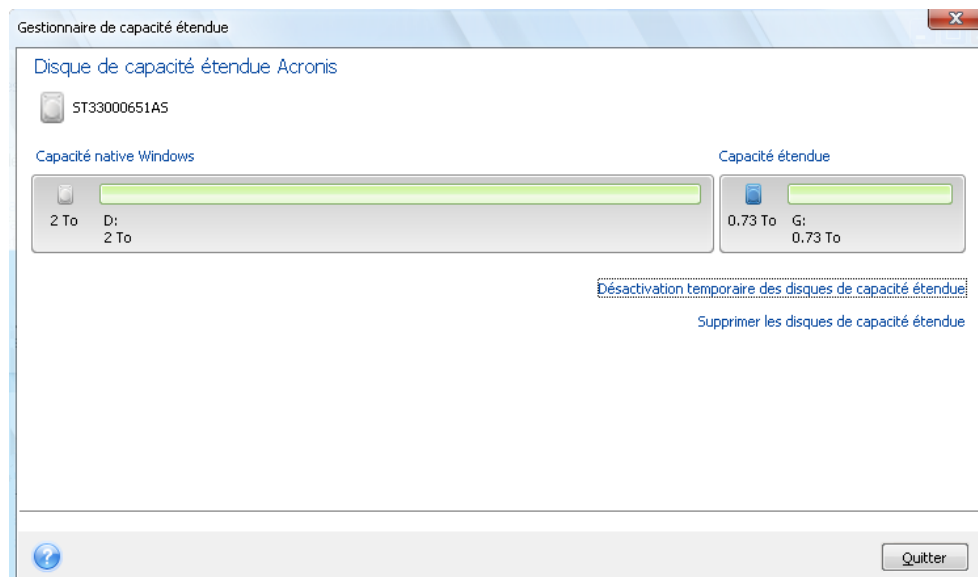 Gestionnaire de capacité étendue
Disque de capacité étendue Acronis
ST33000651AS
Capacité native Windows
Capacité étendue
2 To
D:
2 To
0.73 To
G:
0.73 To
Désactivation temporaire des disques de capacité étendue
Supprimer les disques de capacité étendue
Quitter